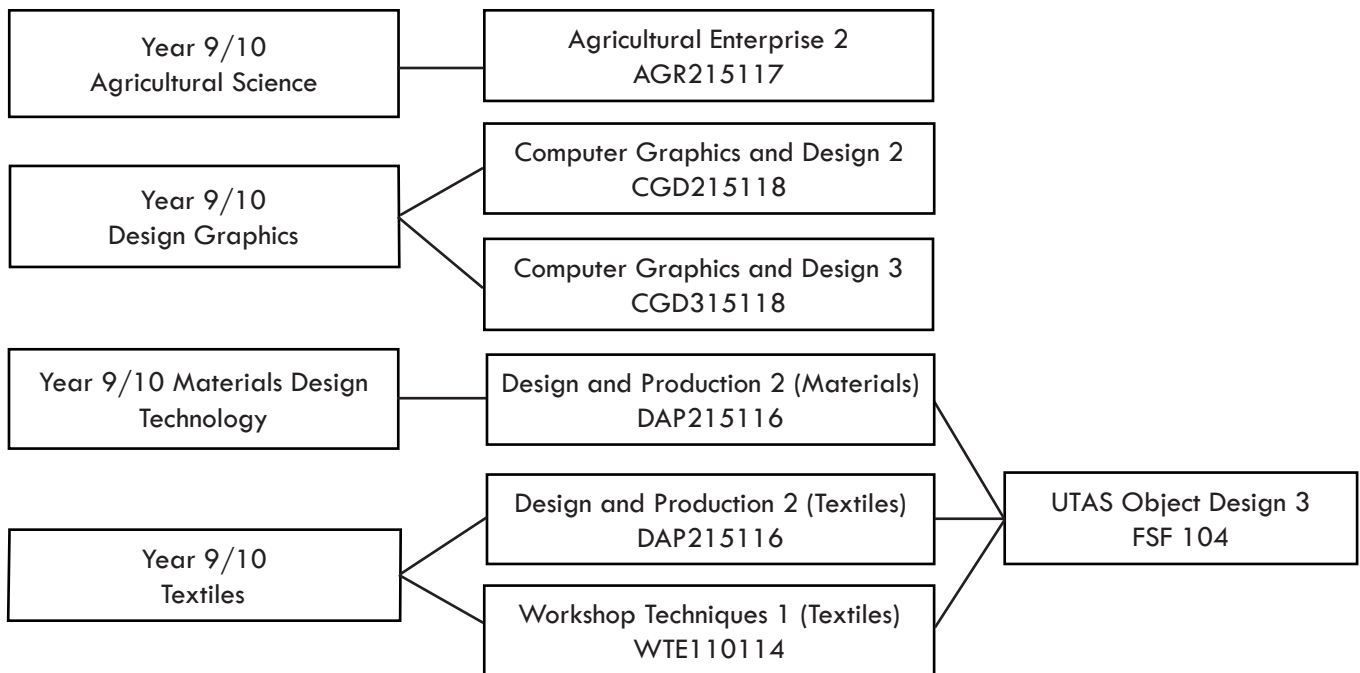 Year 9/10
Agricultural Science
Agricultural Enterprise 2
AGR215117
Year 9/10
Design Graphics
Computer Graphics and Design 2
CGD215118
Computer Graphics and Design 3
CGD315118
Year 9/10 Materials Design
Technology
Design and Production 2 (Materials)
DAP215116
Year 9/10
Textiles
Design and Production 2 (Textiles)
DAP215116
Workshop Techniques 1 (Textiles)
WTE110114
UTAS Object Design 3
FSF 104